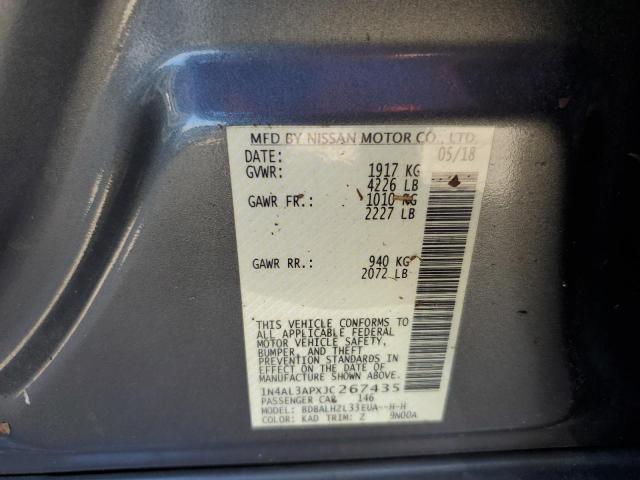 MFD BY NISSAN MOTOR CO., LTD.
DATE: 05/18
GVWR: 1917 KG
4226 LB
GAWR FR.: 1010 KG
2227 LB
GAWR RR.: 940 KG
2072 LB
THIS VEHICLE CONFORMS TO
ALL APPLICABLE FEDERAL
MOTOR VEHICLE SAFETY,
BUMPER, AND THEFT
PREVENTION STANDARDS IN
EFFECT ON THE DATE OF
MANUFACTURE SHOWN ABOVE.
1N4AL3APXJC267435
PASSENGER CAR 146
MODEL: BDBALHZL33EUA--H-H
COLOR: KAD TRIM: Z 9N00A